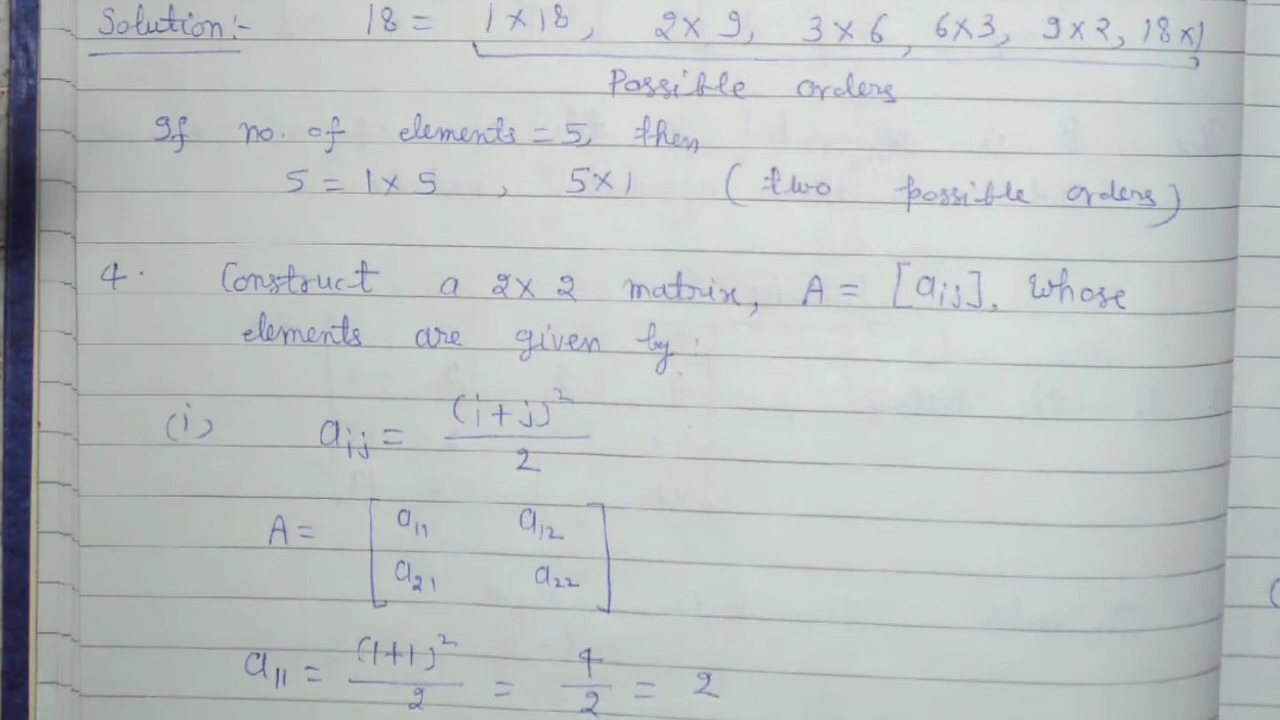 Solution:- 18 = 1 × 18, 2 × 9, 3 × 6, 6×3, 9×2, 18×1
Possible orders
If no. of elements = 5, then
5 = 1 × 5 , 5×1 (two possible orders)
4. Construct a 2 × 2 matrix, A = [aij], whose
elements are given by:
(i) aij = (i+j)²/2
A = [a₁₁ a₁₂
a₂₁ a₂₂]
a₁₁ = (1+1)²/2 = 4/2 = 2